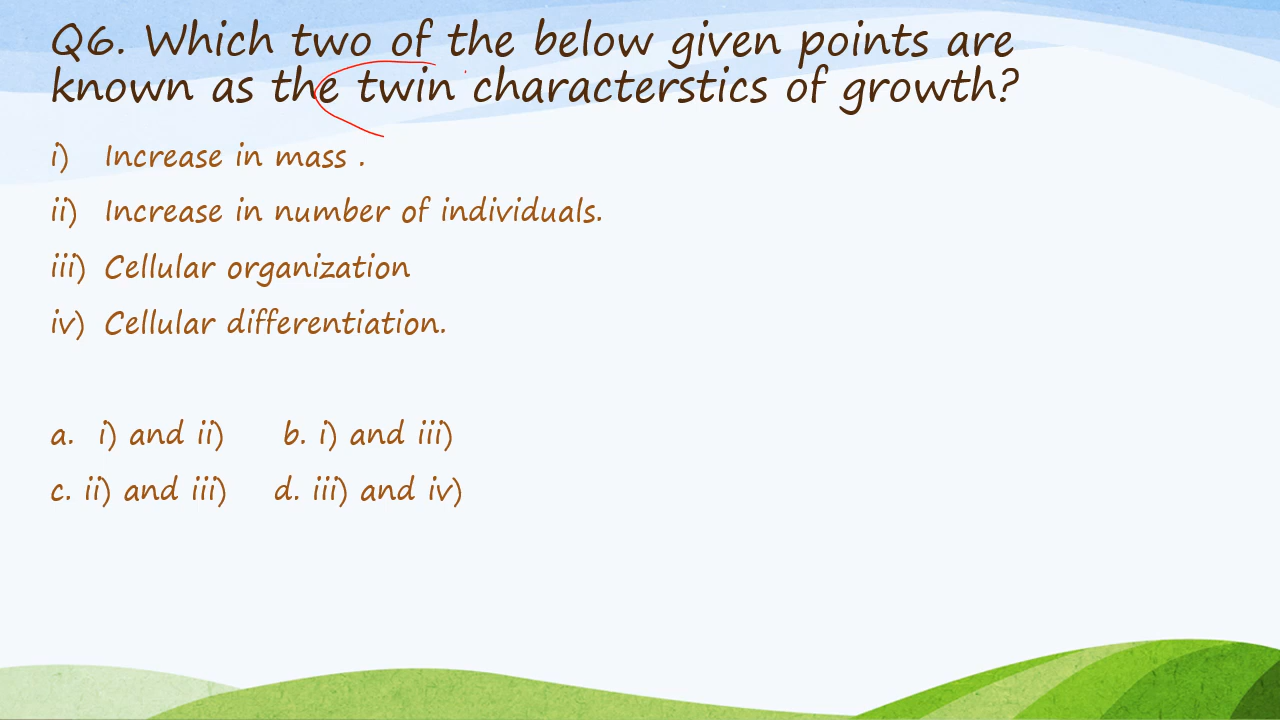 Q6. Which two of the below given points are
known as the twin characterstics of growth?
i) Increase in mass .
ii) Increase in number of individuals.
iii) Cellular organization
iv) Cellular differentiation.
a. i) and ii) b. i) and iii)
c. ii) and iii) d. iii) and iv)